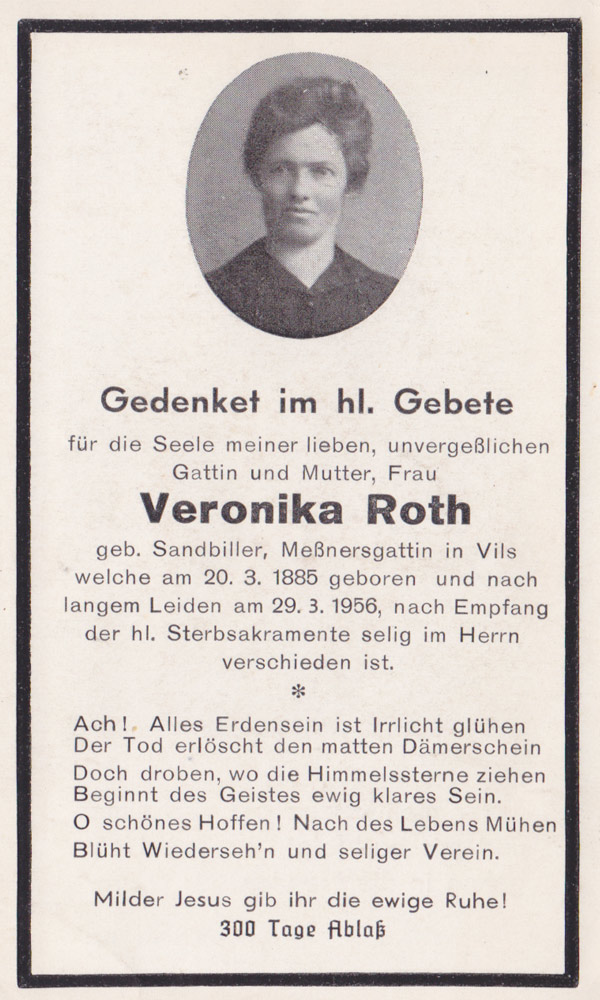 Gedenket im hl. Gebete
für die Seele meiner lieben, unvergeßlichen
Gattin und Mutter, Frau
Veronika Roth
geb. Sandbiller, Meßnersgattin in Vils
welche am 20. 3. 1885 geboren und nach
langem Leiden am 29. 3. 1956, nach Empfang
der hl. Sterbsakramente selig im Herrn
verschieden ist.
*
Ach! Alles Erdensein ist Irrlicht glühen
Der Tod erlöscht den matten Dämerschein
Doch droben, wo die Himmelssterne ziehen
Beginnt des Geistes ewig klares Sein.
O schönes Hoffen! Nach des Lebens Mühen
Blüht Wiederseh'n und seliger Verein.
Milder Jesus gib ihr die ewige Ruhe!
300 Tage Ablaß